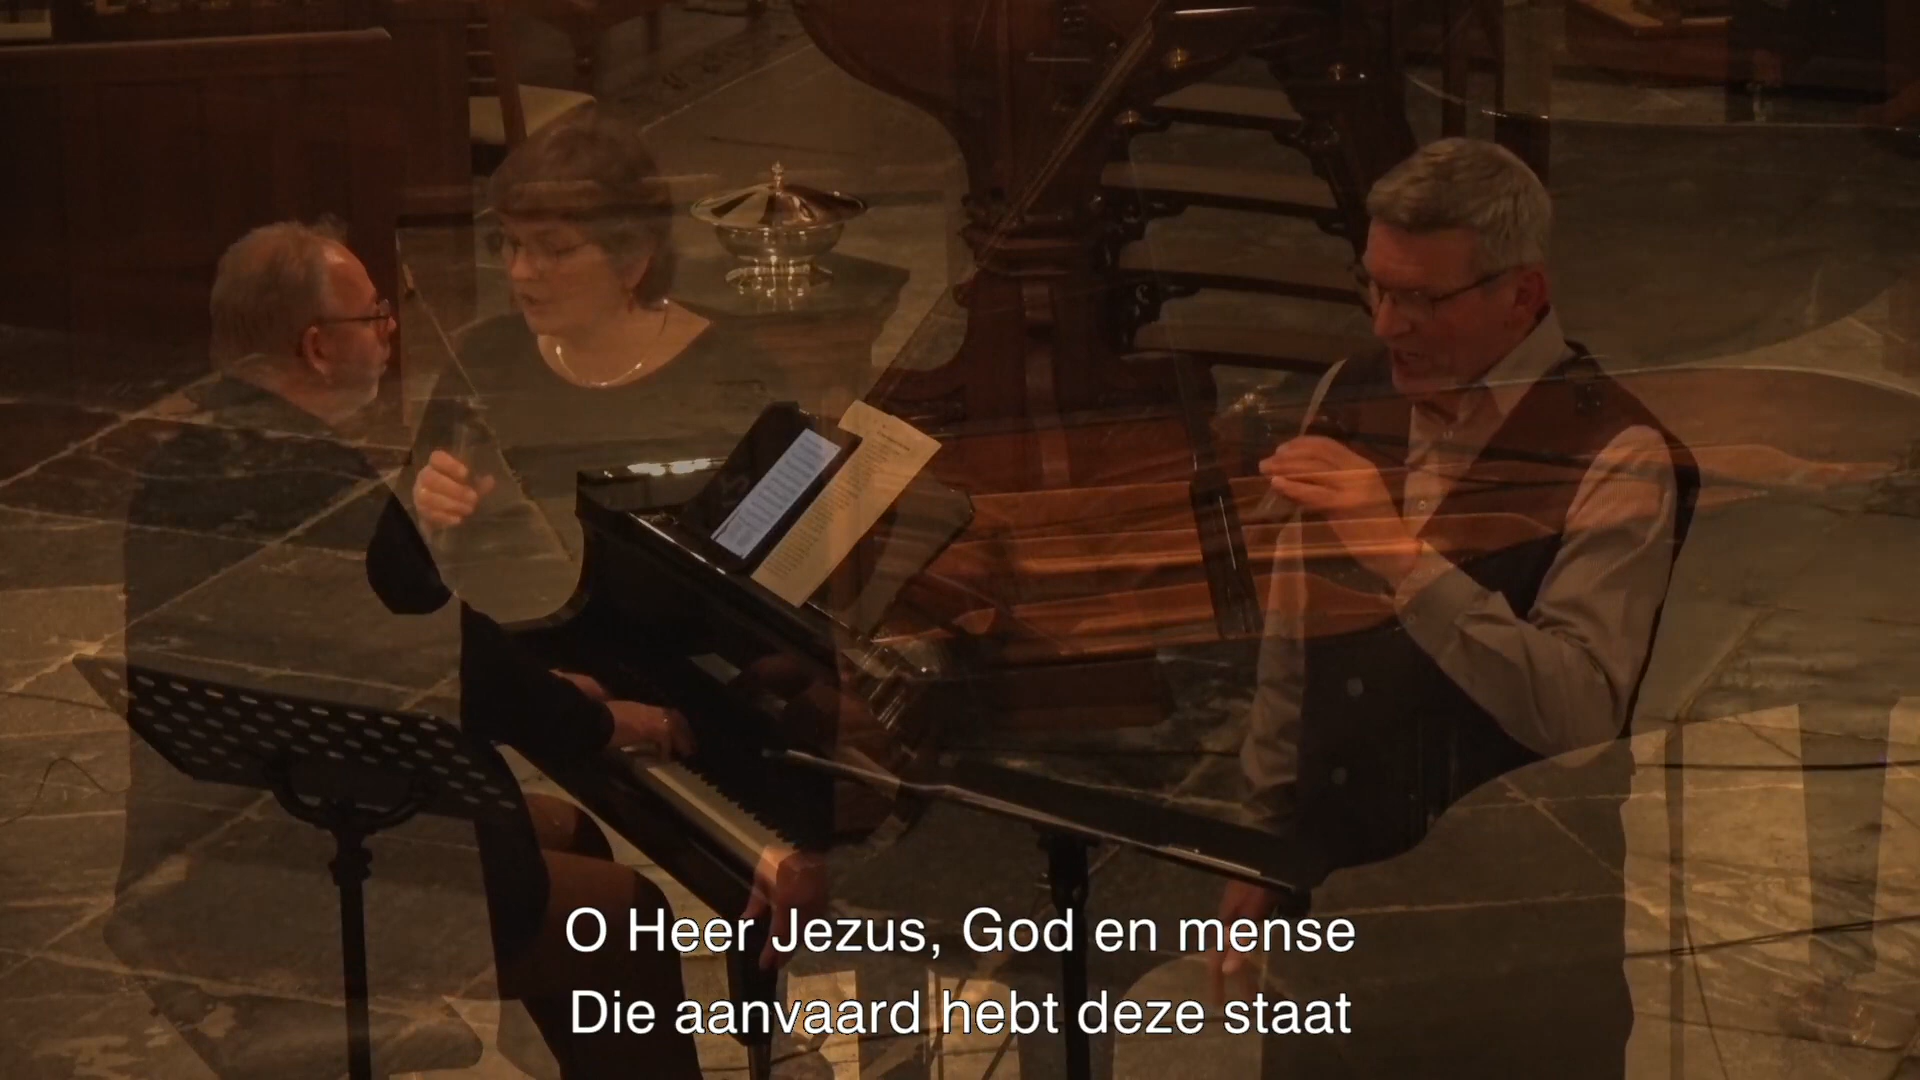 O Heer Jezus, God en mense
Die aanvaard hebt deze staat